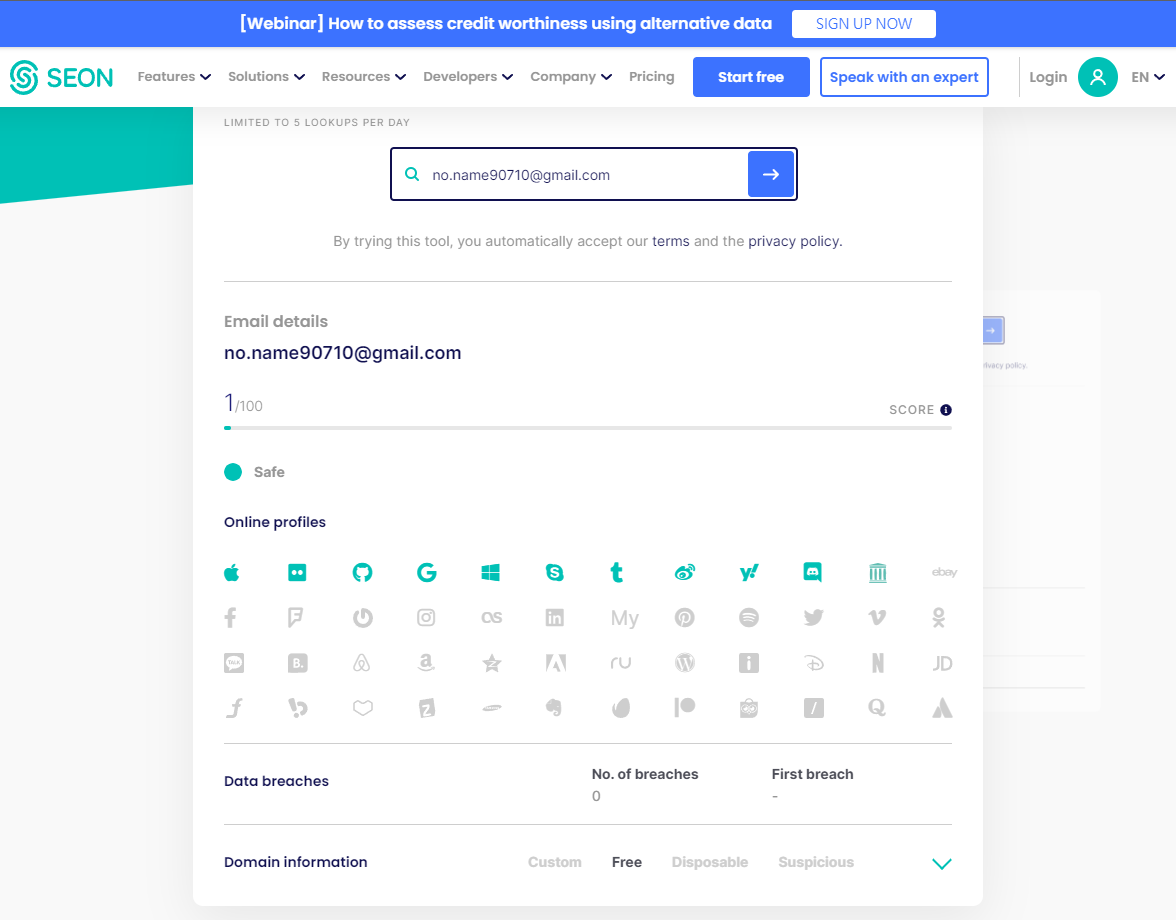 [Webinar] How to assess credit worthiness using alternative data SIGN UP NOW
SEON Features Solutions Resources Developers Company Pricing Start free Speak with an expert Login EN
LIMITED TO 5 LOOKUPS PER DAY
no.name90710@gmail.com
By trying this tool, you automatically accept our terms and the privacy policy.
Email details
no.name90710@gmail.com
1/100
SCORE
Safe
Online profiles
ebay
My
JD
Data breaches
No. of breaches First breach
0 -
Domain information Custom Free Disposable Suspicious